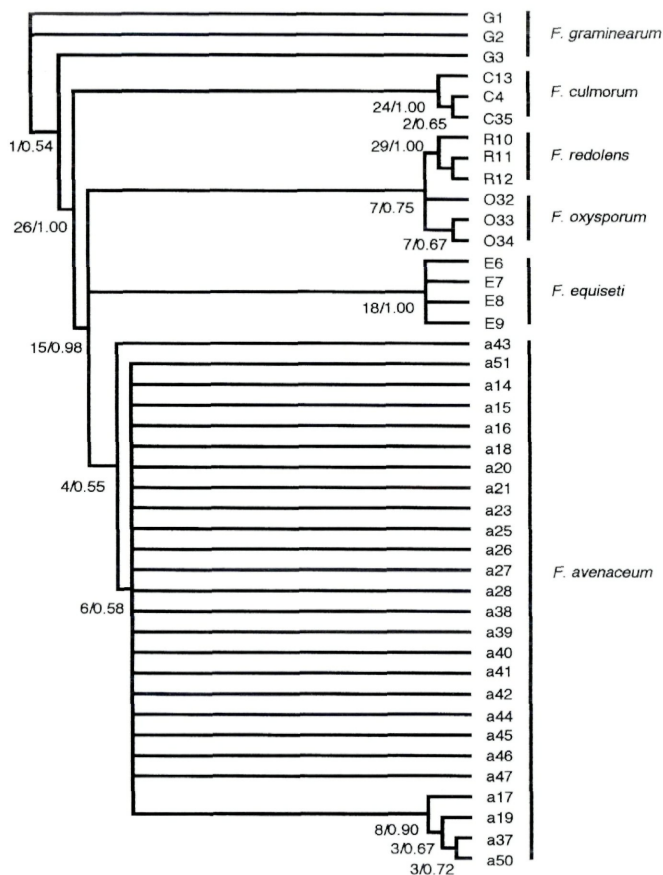 G1
G2
F. graminearum
G3
C13
C4
F. culmorum
24/1.00
C35
2/0.65
R10
29/1.00
R11
F. redolens
R12
O32
7/0.75
O33
F. oxysporum
26/1.00
1/0.54
7/0.67
O34
E6
E7
F. equiseti
E8
18/1.00
E9
15/0.98
a43
a51
a14
a15
a16
a18
a20
4/0.55
a21
a23
a25
a26
a27
F. avenaceum
a28
6/0.58
a38
a39
a40
a41
a42
a44
a45
a46
a47
a17
a19
8/0.90
a37
3/0.67
a50
3/0.72